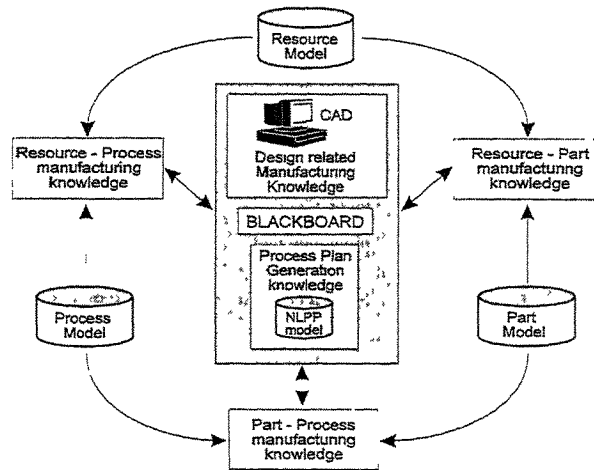 Resource
Model
CAD
Design related
Manufacturing
Knowledge
Resource - Process
manufacturing
knowledge
Resource - Part
manufacturing
knowledge
BLACKBOARD
Process Plan
Generation
knowledge
NLPP
model
Process
Model
Part
Model
Part - Process
manufacturing
knowledge